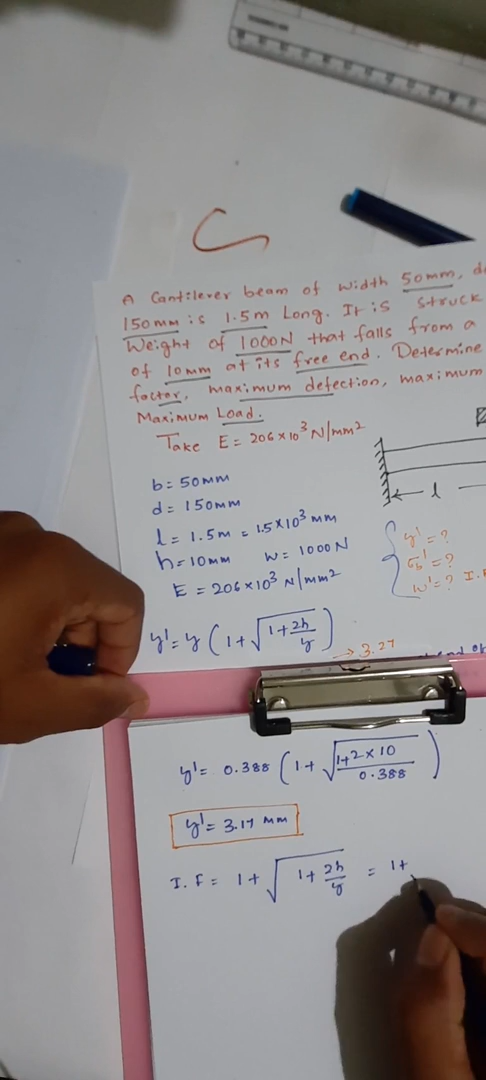 A Cantilever beam of width 50mm, d
150mm is 1.5m Long. It is struck
Weight of 1000N that falls from a
of 10mm at its free end. Determine
factor, maximum defection, maximum
Maximum Load.
Take E = 206×10³ N/mm²
b = 50mm
d = 150mm
l = 1.5m = 1.5×10³ mm
h = 10mm W = 1000N
E = 206×10³ N/mm²
l
y' = ?
σb' = ?
W' = ? I.F
y' = y (1+√(1+2h/y))
→ 3.27
y' = 0.388 (1+√(1+2×10/0.388))
y' = 3.17 mm
I.F = 1+√(1+2h/y) = 1+